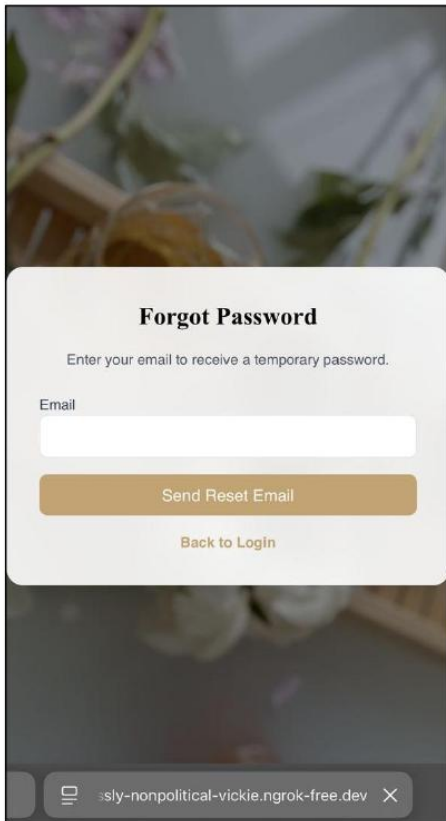 Forgot Password
Enter your email to receive a temporary password.
Email
Send Reset Email
Back to Login
ssly-nonpolitical-vickie.ngrok-free.dev